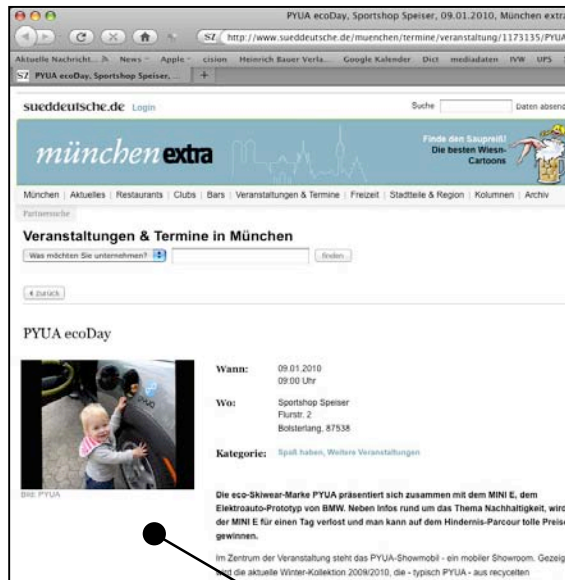 PYUA ecoDay, Sportshop Speiser, 09.01.2010, München extra
SZ http://www.sueddeutsche.de/muenchen/termine/veranstaltung/1173135/PYUA
Aktuelle Nachricht... News Apple cision Heinrich Bauer Verla... Google Kalender Dict mediadaten IVW UPS
SZ PYUA ecoDay, Sportshop Speiser, ... +
sueddeutsche.de Login Suche Daten absend
münchen extra
Finde den Saupreiß!
Die besten Wiesn-
Cartoons
München | Aktuelles | Restaurants | Clubs | Bars | Veranstaltungen & Termine | Freizeit | Stadtteile & Region | Kolumnen | Archiv
Partnersuche
Veranstaltungen & Termine in München
Was möchten Sie unternehmen? finden
zurück
PYUA ecoDay
Wann: 09.01.2010
09:00 Uhr
Wo: Sportshop Speiser
Flurstr. 2
Bolsterlang, 87538
Kategorie: Spaß haben, Weitere Veranstaltungen
Bild: PYUA
Die eco-Skiwear-Marke PYUA präsentiert sich zusammen mit dem MINI E, dem
Elektroauto-Prototyp von BMW. Neben Infos rund um das Thema Nachhaltigkeit, wird
der MINI E für einen Tag verlost und man kann auf dem Hindernis-Parcour tolle Preise
gewinnen.
Im Zentrum der Veranstaltung steht das PYUA-Showmobil - ein mobiler Showroom. Gezeig
wird die aktuelle Winter-Kollektion 2009/2010, die - typisch PYUA - aus recycelten